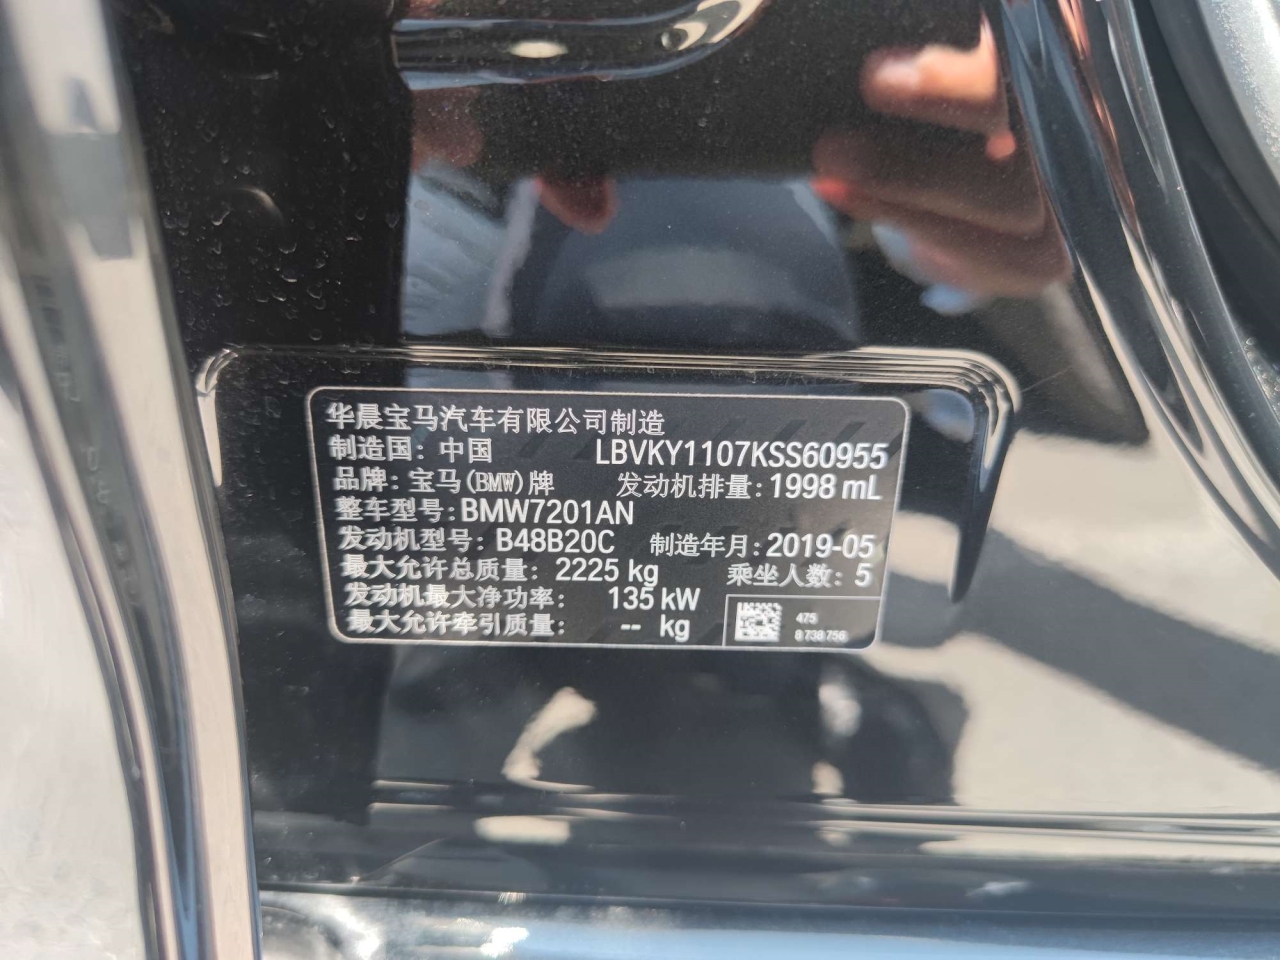 华晨宝马汽车有限公司制造
制造国: 中国 LBVKY1107KSS60955
品牌: 宝马(BMW)牌 发动机排量: 1998 mL
整车型号: BMW7201AN
发动机型号: B48B20C 制造年月: 2019-05
最大允许总质量: 2225 kg 乘坐人数: 5
发动机最大净功率: 135 kW
最大允许牵引质量: -- kg
475
8 738 756